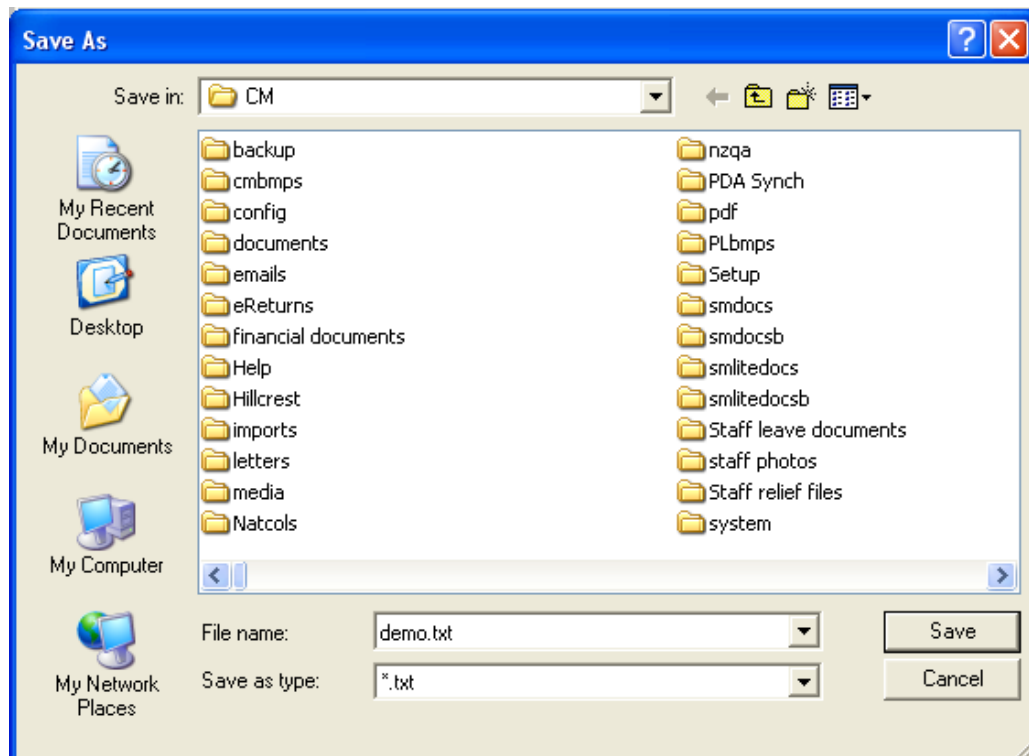 Save As
Save in: CM
My Recent
Documents
Desktop
My Documents
My Computer
My Network
Places
backup
cmbmps
config
documents
emails
eReturns
financial documents
Help
Hillcrest
imports
letters
media
Natcols
nzqa
PDA Synch
pdf
PLbmps
Setup
smdocs
smdocsb
smlitedocs
smlitedocsb
Staff leave documents
staff photos
Staff relief files
system
File name: demo.txt Save
Save as type: *.txt Cancel